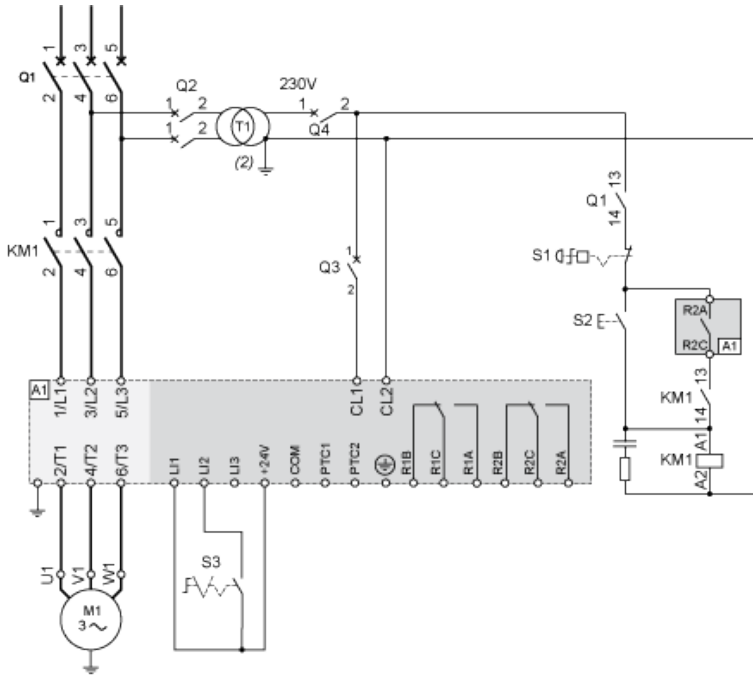 1 3 5
Q1
2 4 6
Q2
1 2
1 2
T1
(2)
230V
1 2
Q4
13
Q1
14
S1
S2
R2A
R2C A1
13
KM1
14
A1
KM1
A2
1 3 5
KM1
2 4 6
1
Q3
2
A1
1/L1 3/L2 5/L3 CL1 CL2
2/T1 4/T2 6/T3 LI1 LI2 LI3 +24V COM PTC1 PTC2 R1B R1C R1A R2B R2C R2A
S3
U1 V1 W1
M1
3